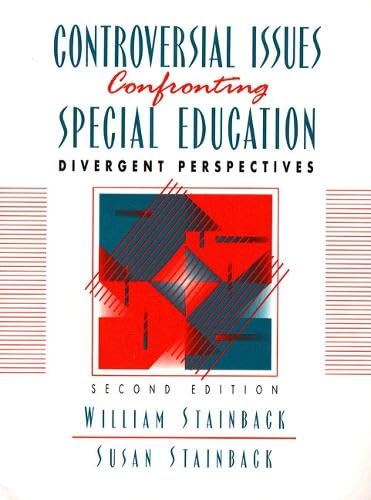 CONTROVERSIAL ISSUES
Confronting
SPECIAL EDUCATION
DIVERGENT PERSPECTIVES
SECOND EDITION
WILLIAM STAINBACK
SUSAN STAINBACK